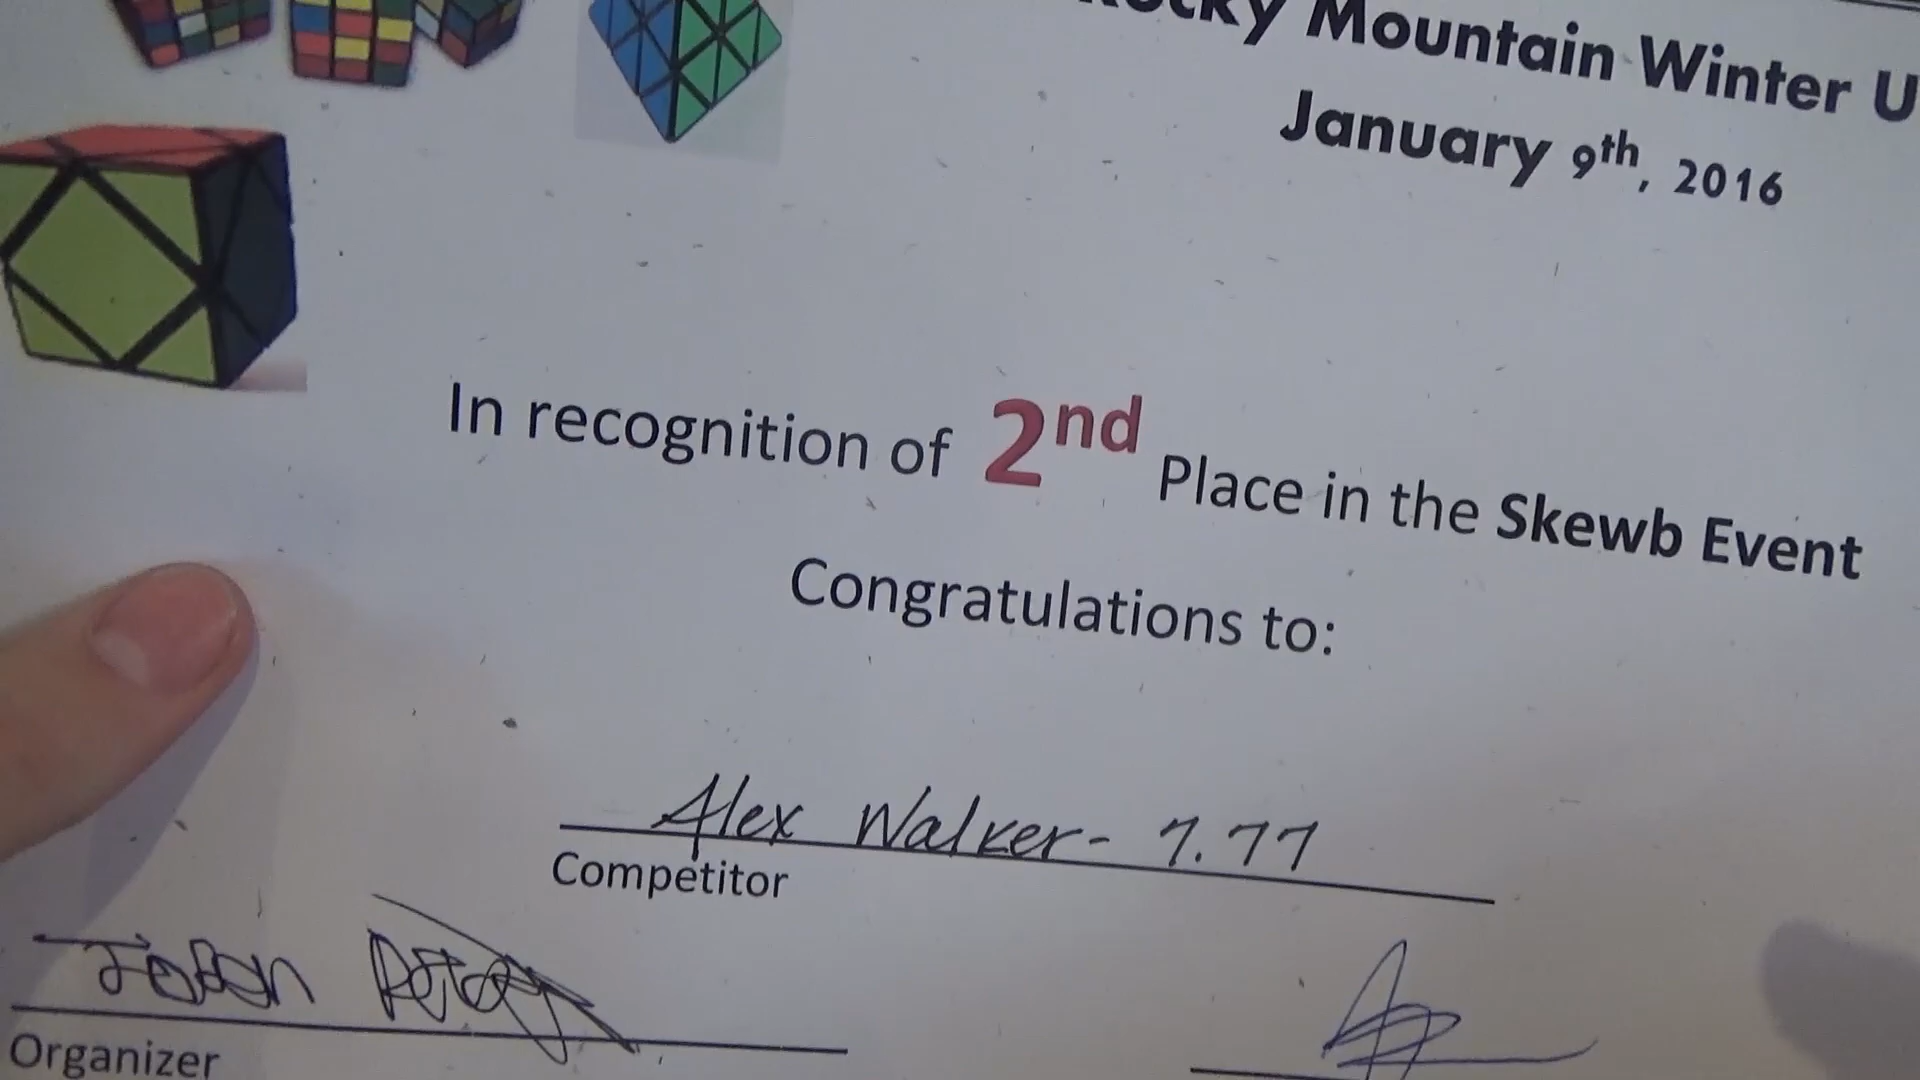 Rocky Mountain Winter U
January 9th, 2016
In recognition of 2nd Place in the Skewb Event
Congratulations to:
Alex Walker - 7.77
Competitor
Organizer